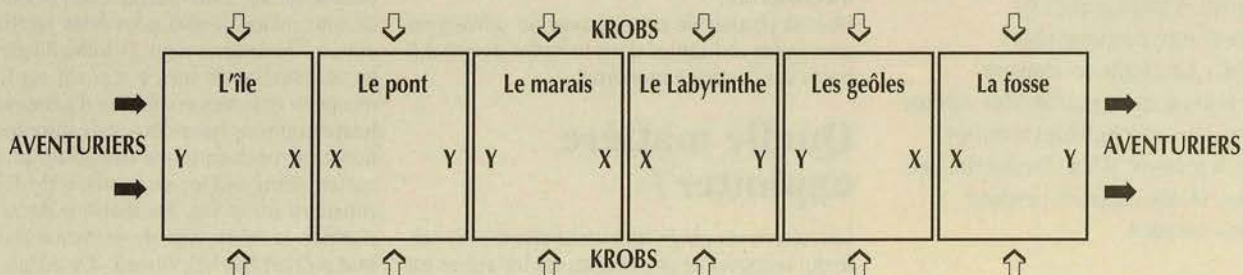 KROBS
L'île Le pont Le marais Le Labyrinthe Les geôles La fosse
AVENTURIERS Y X X Y Y X X Y Y X X Y AVENTURIERS
KROBS